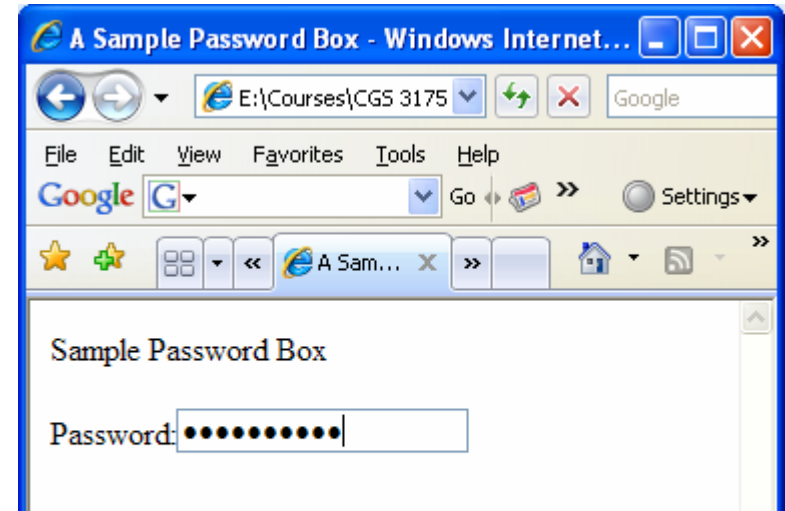 A Sample Password Box - Windows Internet...
E:\Courses\CGS 3175 Google
File Edit View Favorites Tools Help
Google G Go » Settings
« A Sam... X »  »
Sample Password Box
Password: ••••••••••